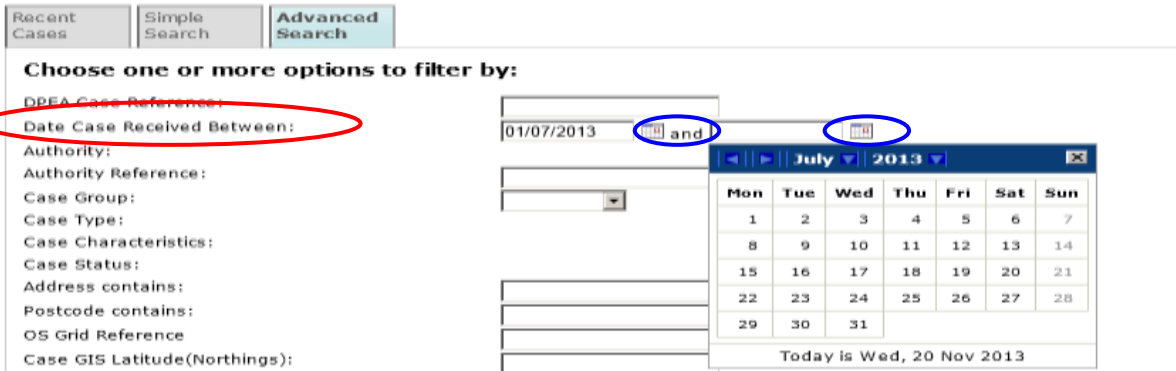 Recent Cases
Simple Search
Advanced Search
Choose one or more options to filter by:
DPEA Case Reference:
Date Case Received Between: 01/07/2013 and
Authority:
Authority Reference:
Case Group:
Case Type:
Case Characteristics:
Case Status:
Address contains:
Postcode contains:
OS Grid Reference
Case GIS Latitude(Northings):
July 2013
Mon Tue Wed Thu Fri Sat Sun
1 2 3 4 5 6 7
8 9 10 11 12 13 14
15 16 17 18 19 20 21
22 23 24 25 26 27 28
29 30 31
Today is Wed, 20 Nov 2013